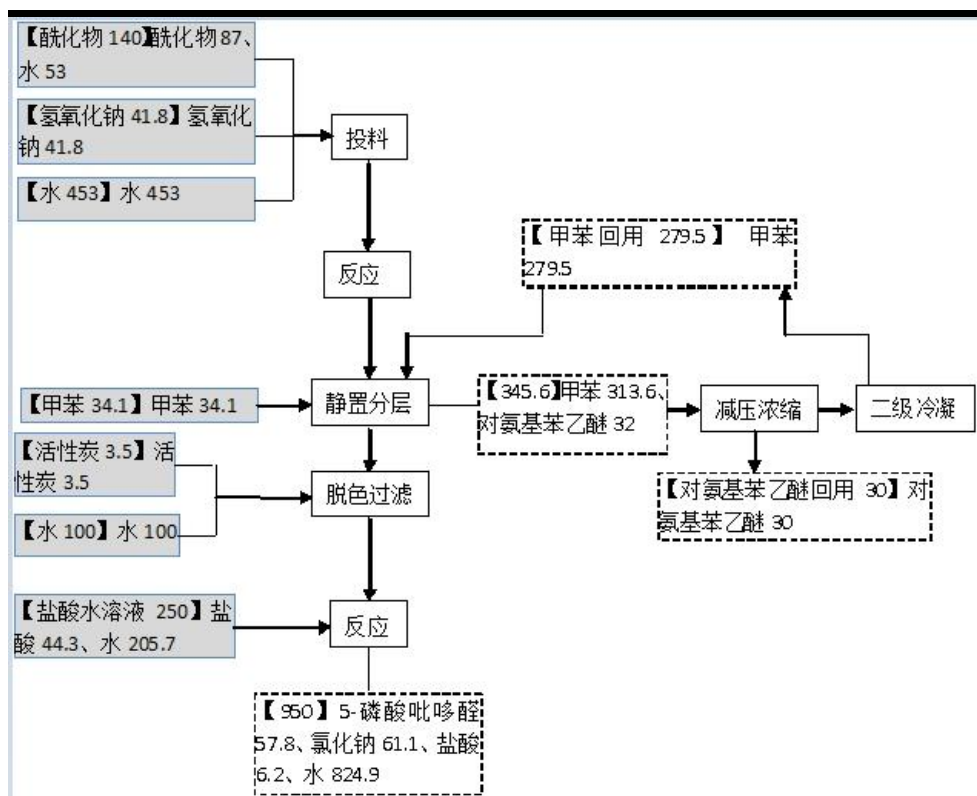 【酰化物 140】酰化物 87、
水 53
【氢氧化钠 41.8】氢氧化
钠 41.8
投料
【水 453】水 453
【甲苯回用 279.5】 甲苯
279.5
反应
【甲苯 34.1】甲苯 34.1
静置分层
【345.6】甲苯 313.6、
对氨基苯乙醚 32
减压浓缩
二级冷凝
【活性炭 3.5】活
性炭 3.5
脱色过滤
【对氨基苯乙醚回用 30】对
氨基苯乙醚 30
【水 100】水 100
【盐酸水溶液 250】盐
酸 44.3、水 205.7
反应
【950】5-磷酸吡哆醛
57.8、氯化钠 61.1、盐酸
6.2、水 824.9